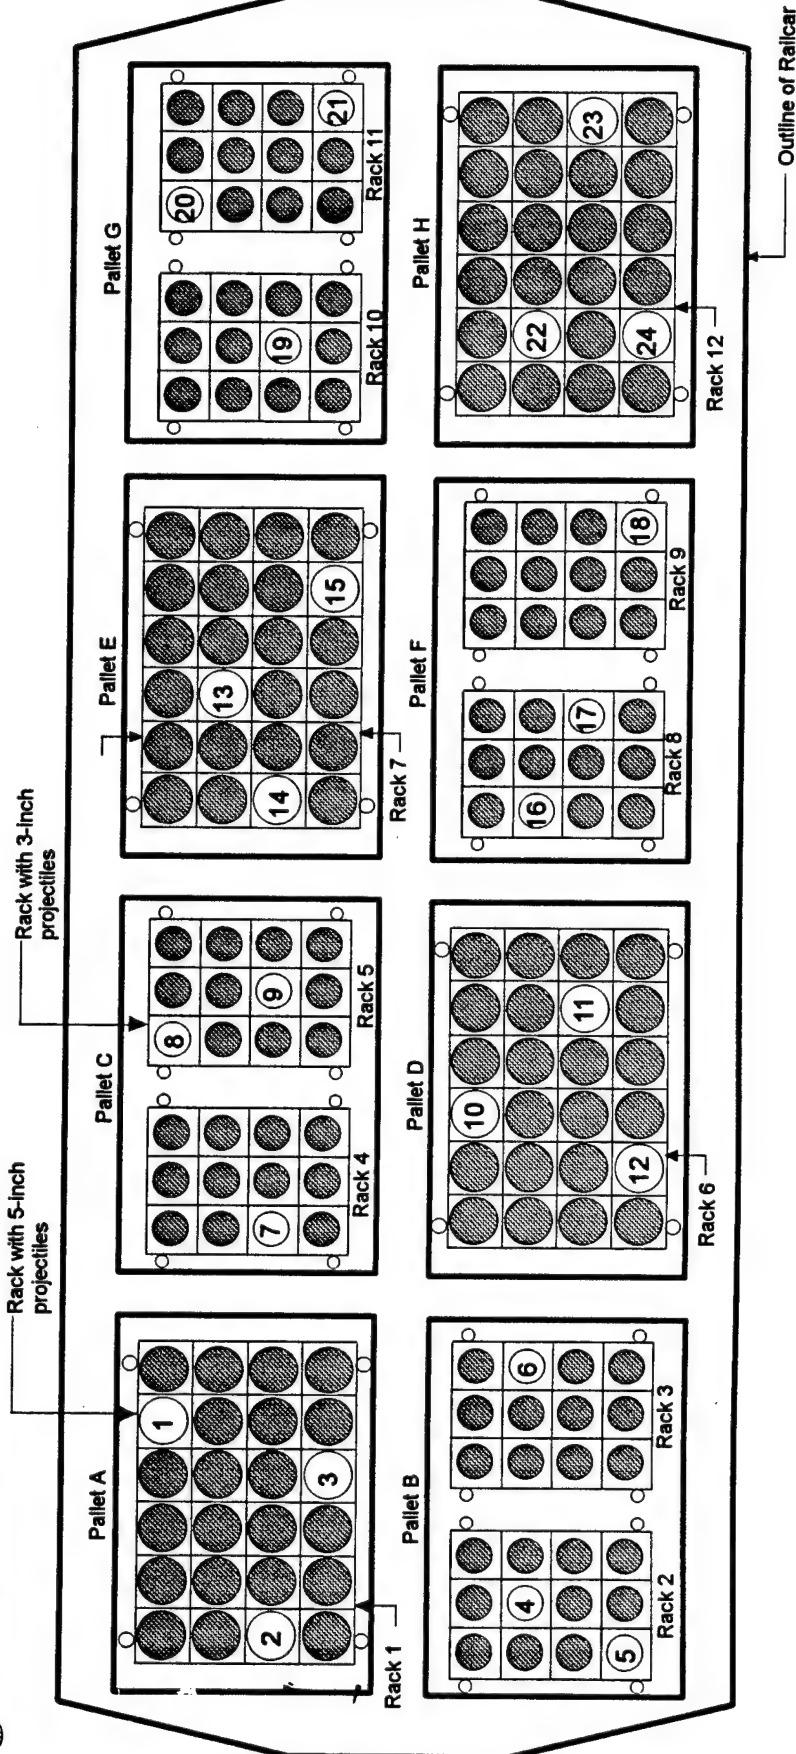 Rack with 5-inch
projectiles
Rack with 3-inch
projectiles
Pallet A
1
2
3
Rack 1
Pallet C
7
Rack 4
8
9
Rack 5
Pallet E
13
14
15
Rack 7
Pallet G
19
Rack 10
20
21
Rack 11
Pallet B
4
5
Rack 2
6
Rack 3
Pallet D
10
11
12
Rack 6
Pallet F
16
17
Rack 8
18
Rack 9
Pallet H
22
23
24
Rack 12
Outline of Railcar